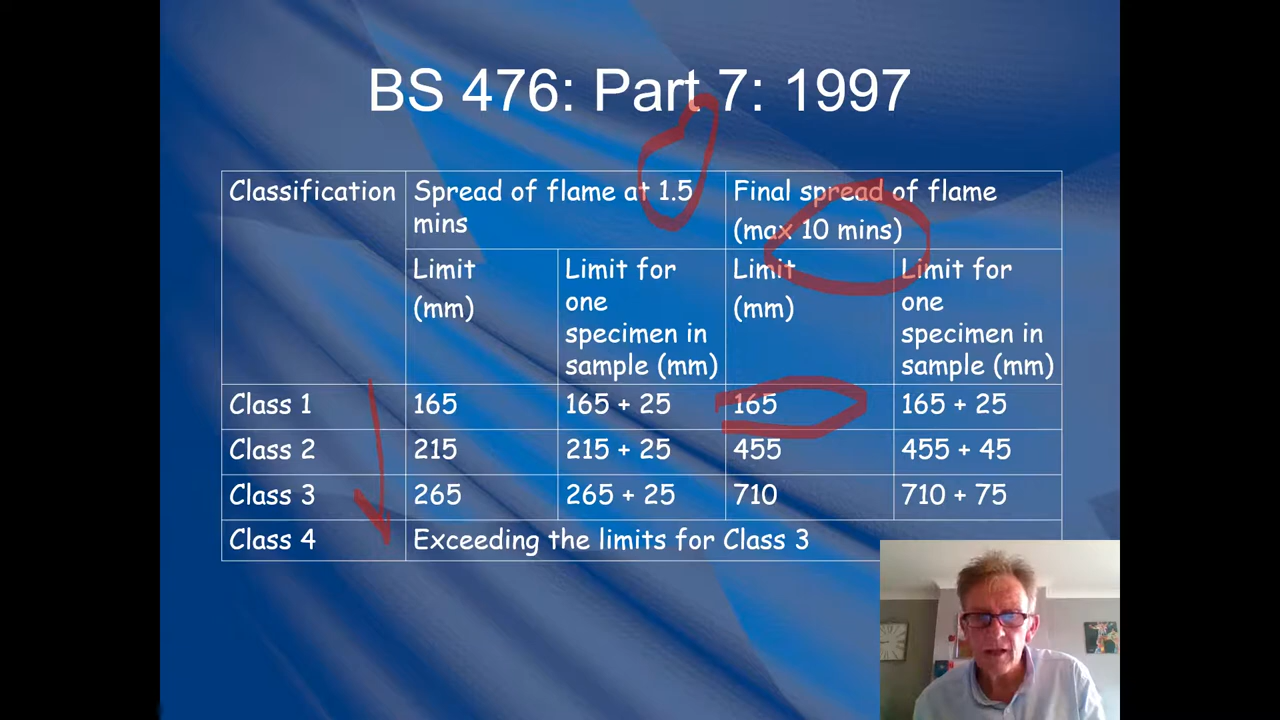 BS 476: Part 7: 1997
Classification
Spread of flame at 1.5
mins
Final spread of flame
(max 10 mins)
Limit
(mm)
Limit for
one
specimen in
sample (mm)
Limit
(mm)
Limit for
one
specimen in
sample (mm)
Class 1 165 165 + 25 165 165 + 25
Class 2 215 215 + 25 455 455 + 45
Class 3 265 265 + 25 710 710 + 75
Class 4 Exceeding the limits for Class 3